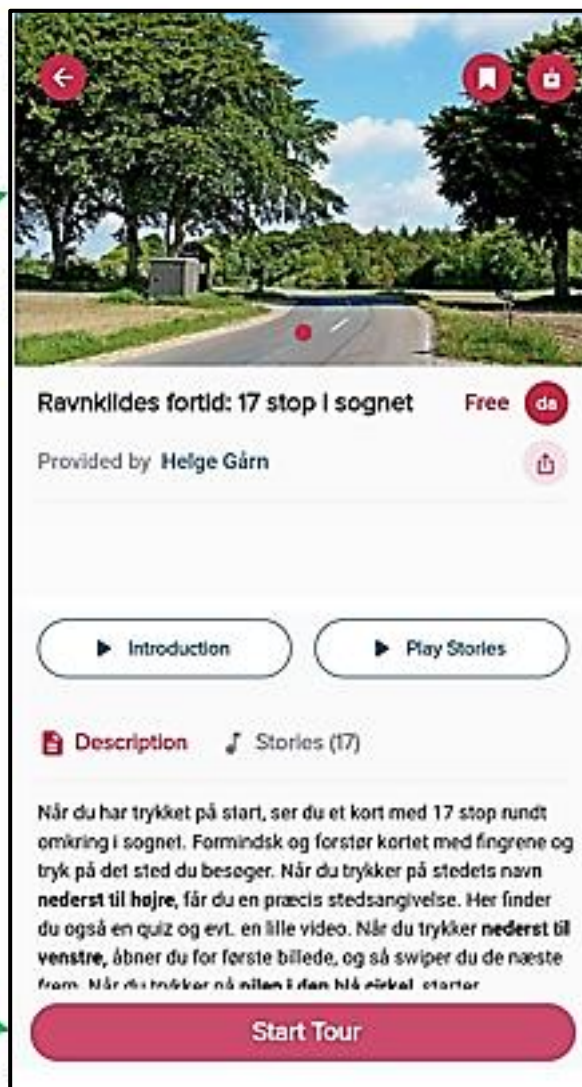 Ravnkildes fortid: 17 stop i sognet
Free
da
Provided by Helge Gårn
Introduction
Play Stories
Description
Stories (17)
Når du har trykket på start, ser du et kort med 17 stop rundt
omkring i sognet. Formindsk og forstør kortet med fingrene og
tryk på det sted du besøger. Når du trykker på stedets navn
nederst til højre, får du en præcis stedsangivelse. Her finder
du også en quiz og evt. en lille video. Når du trykker nederst til
venstre, åbner du for første billede, og så swiper du de næste
frem. Når du trykker på pilen i den blå cirkel, starter
Start Tour